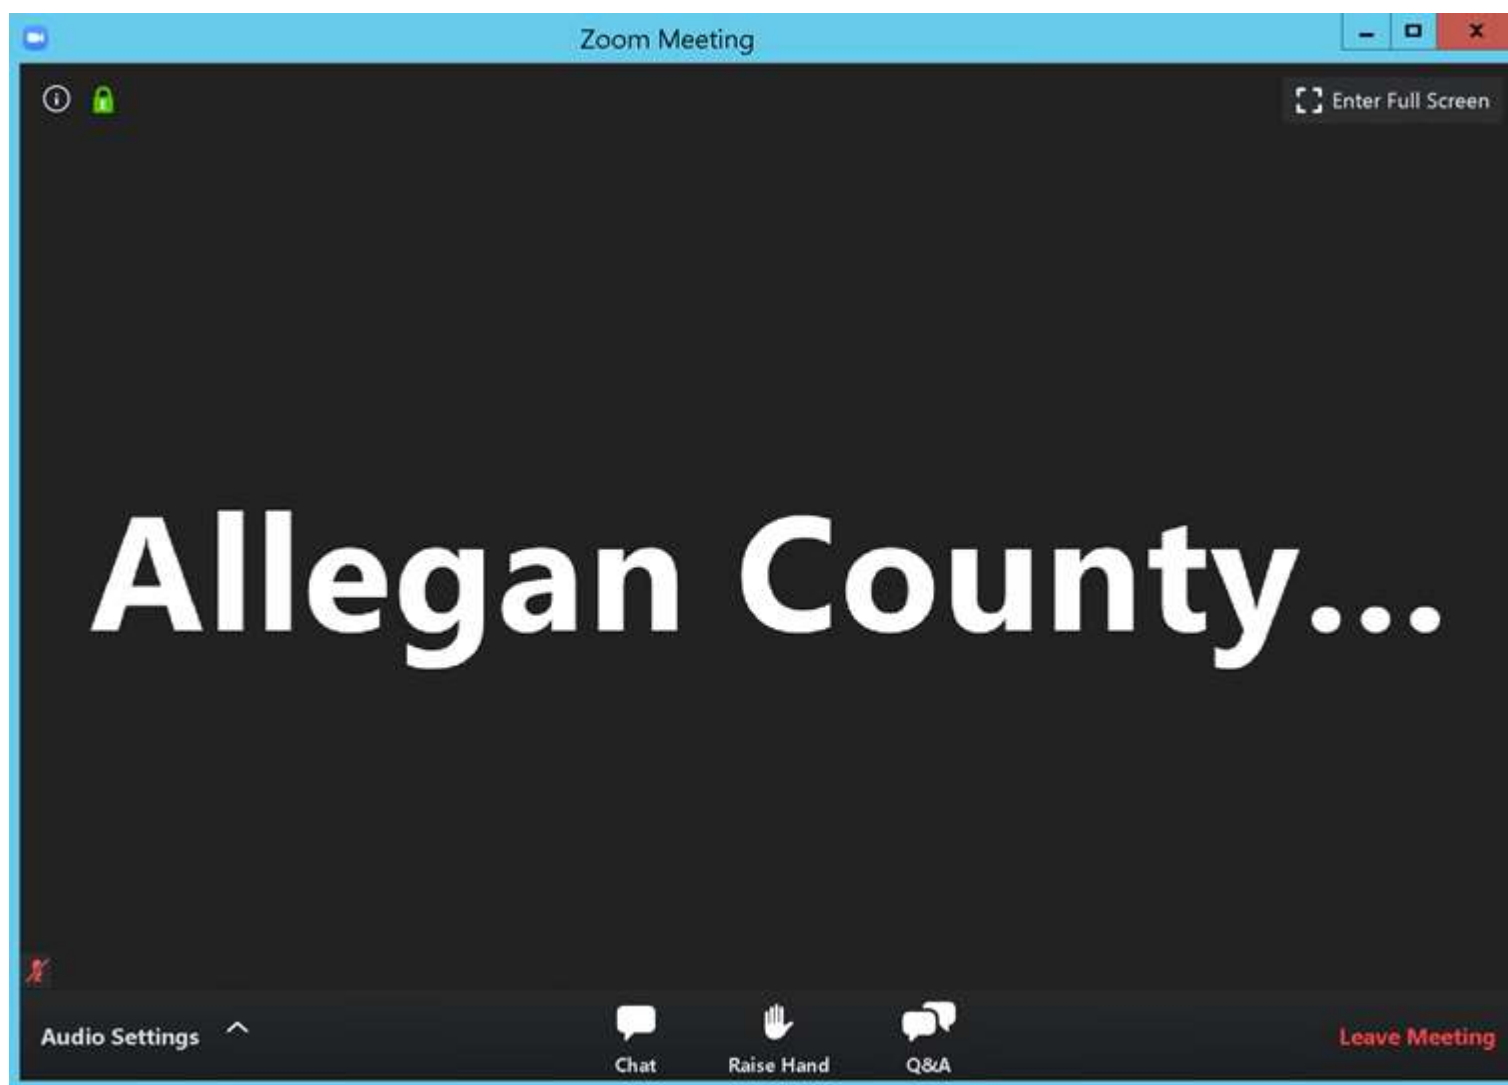 Zoom Meeting
Enter Full Screen
Allegan County...
Audio Settings
Chat
Raise Hand
Q&A
Leave Meeting